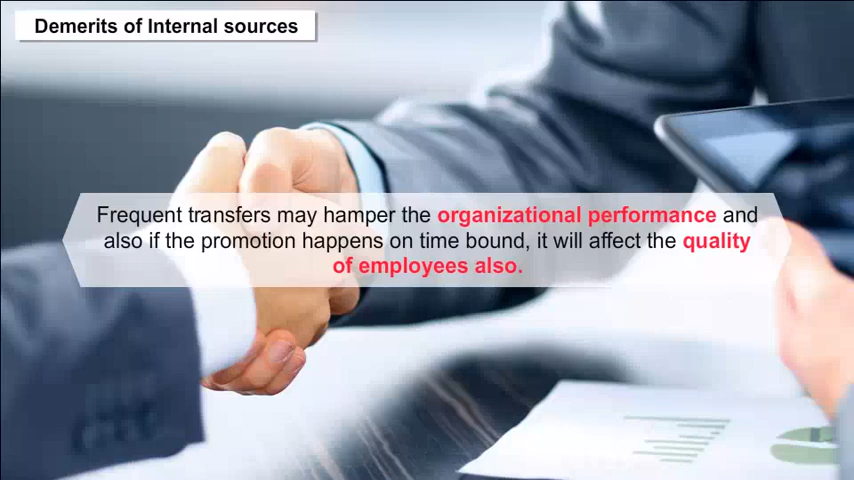 Demerits of Internal sources
Frequent transfers may hamper the organizational performance and
also if the promotion happens on time bound, it will affect the quality
of employees also.